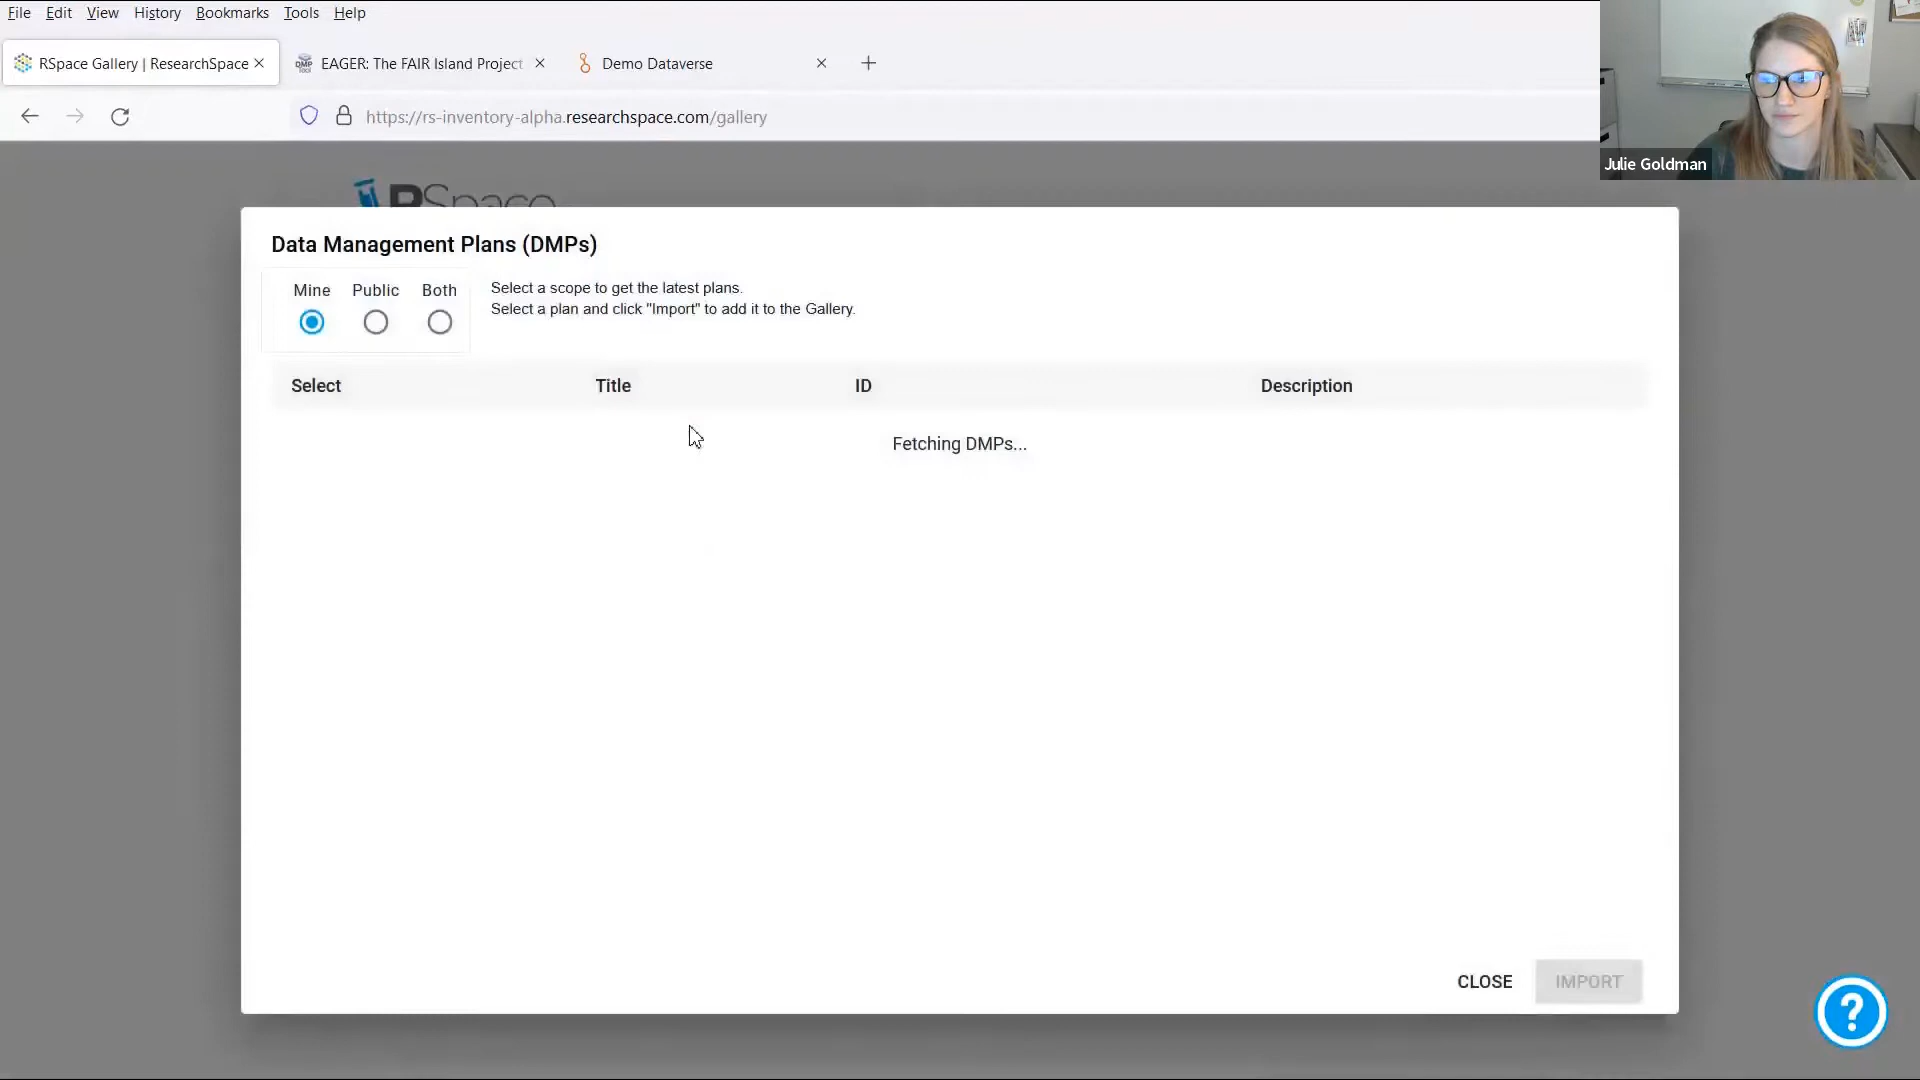 File Edit View History Bookmarks Tools Help
RSpace Gallery | ResearchSpace
EAGER: The FAIR Island Project
Demo Dataverse
https://rs-inventory-alpha.researchspace.com/gallery
Julie Goldman
RSpace
Data Management Plans (DMPs)
Mine Public Both
Select a scope to get the latest plans.
Select a plan and click "Import" to add it to the Gallery.
Select Title ID Description
Fetching DMPs...
CLOSE IMPORT
?